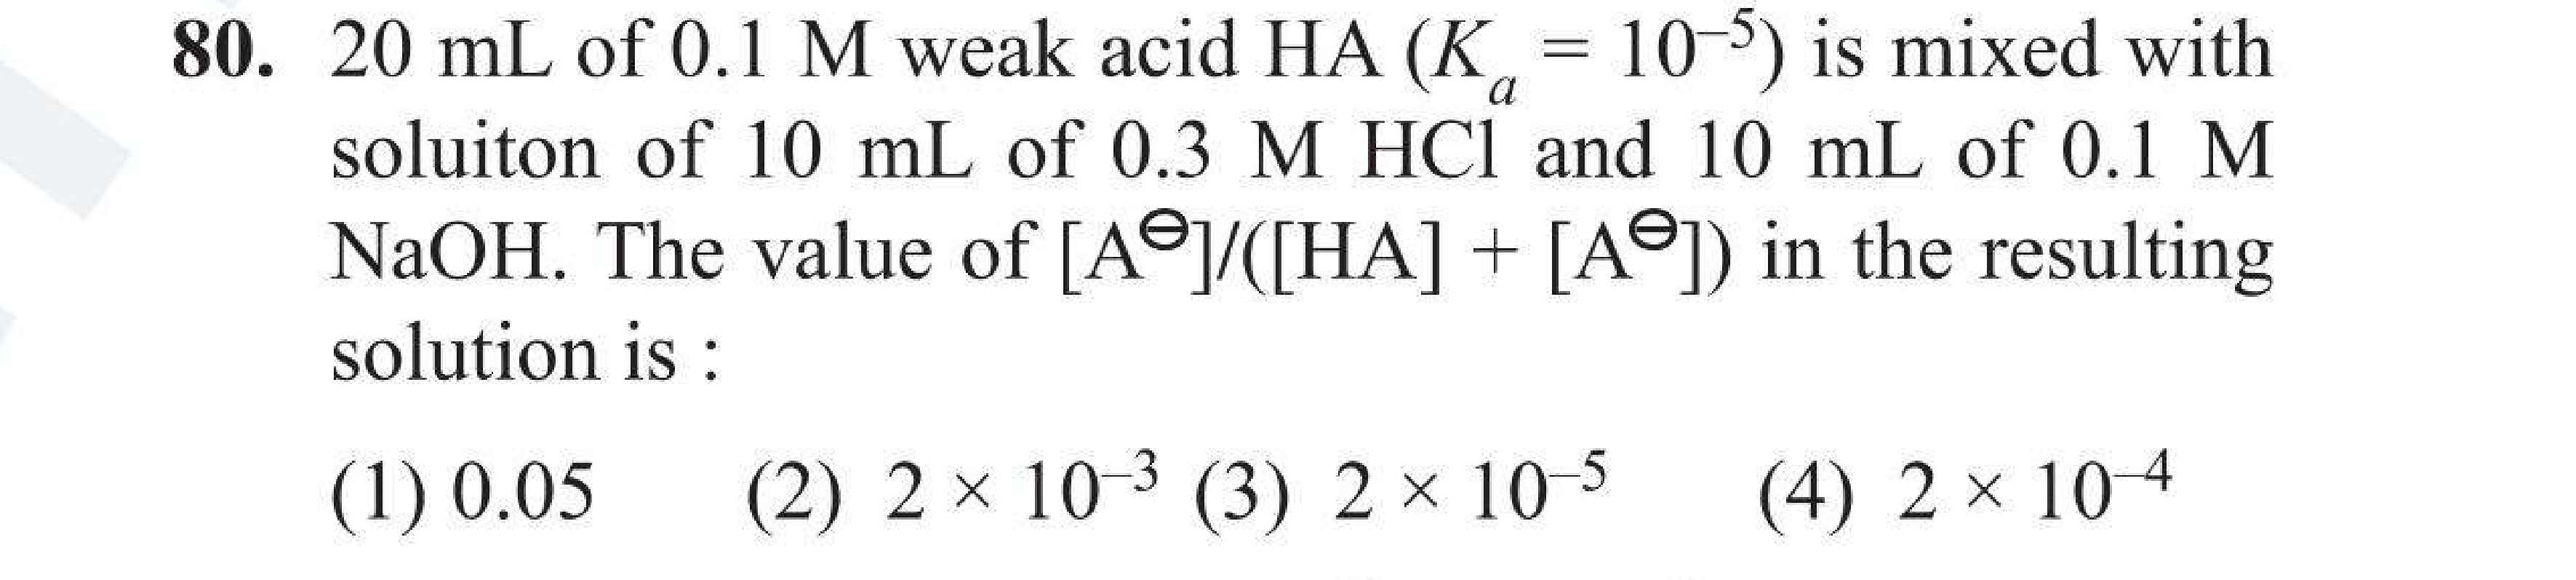 80. 20 mL of 0.1 M weak acid HA (Kₐ = 10⁻⁵) is mixed with
soluiton of 10 mL of 0.3 M HCl and 10 mL of 0.1 M
NaOH. The value of [A⊖]/([HA] + [A⊖]) in the resulting
solution is :
(1) 0.05 (2) 2 × 10⁻³ (3) 2 × 10⁻⁵ (4) 2 × 10⁻⁴